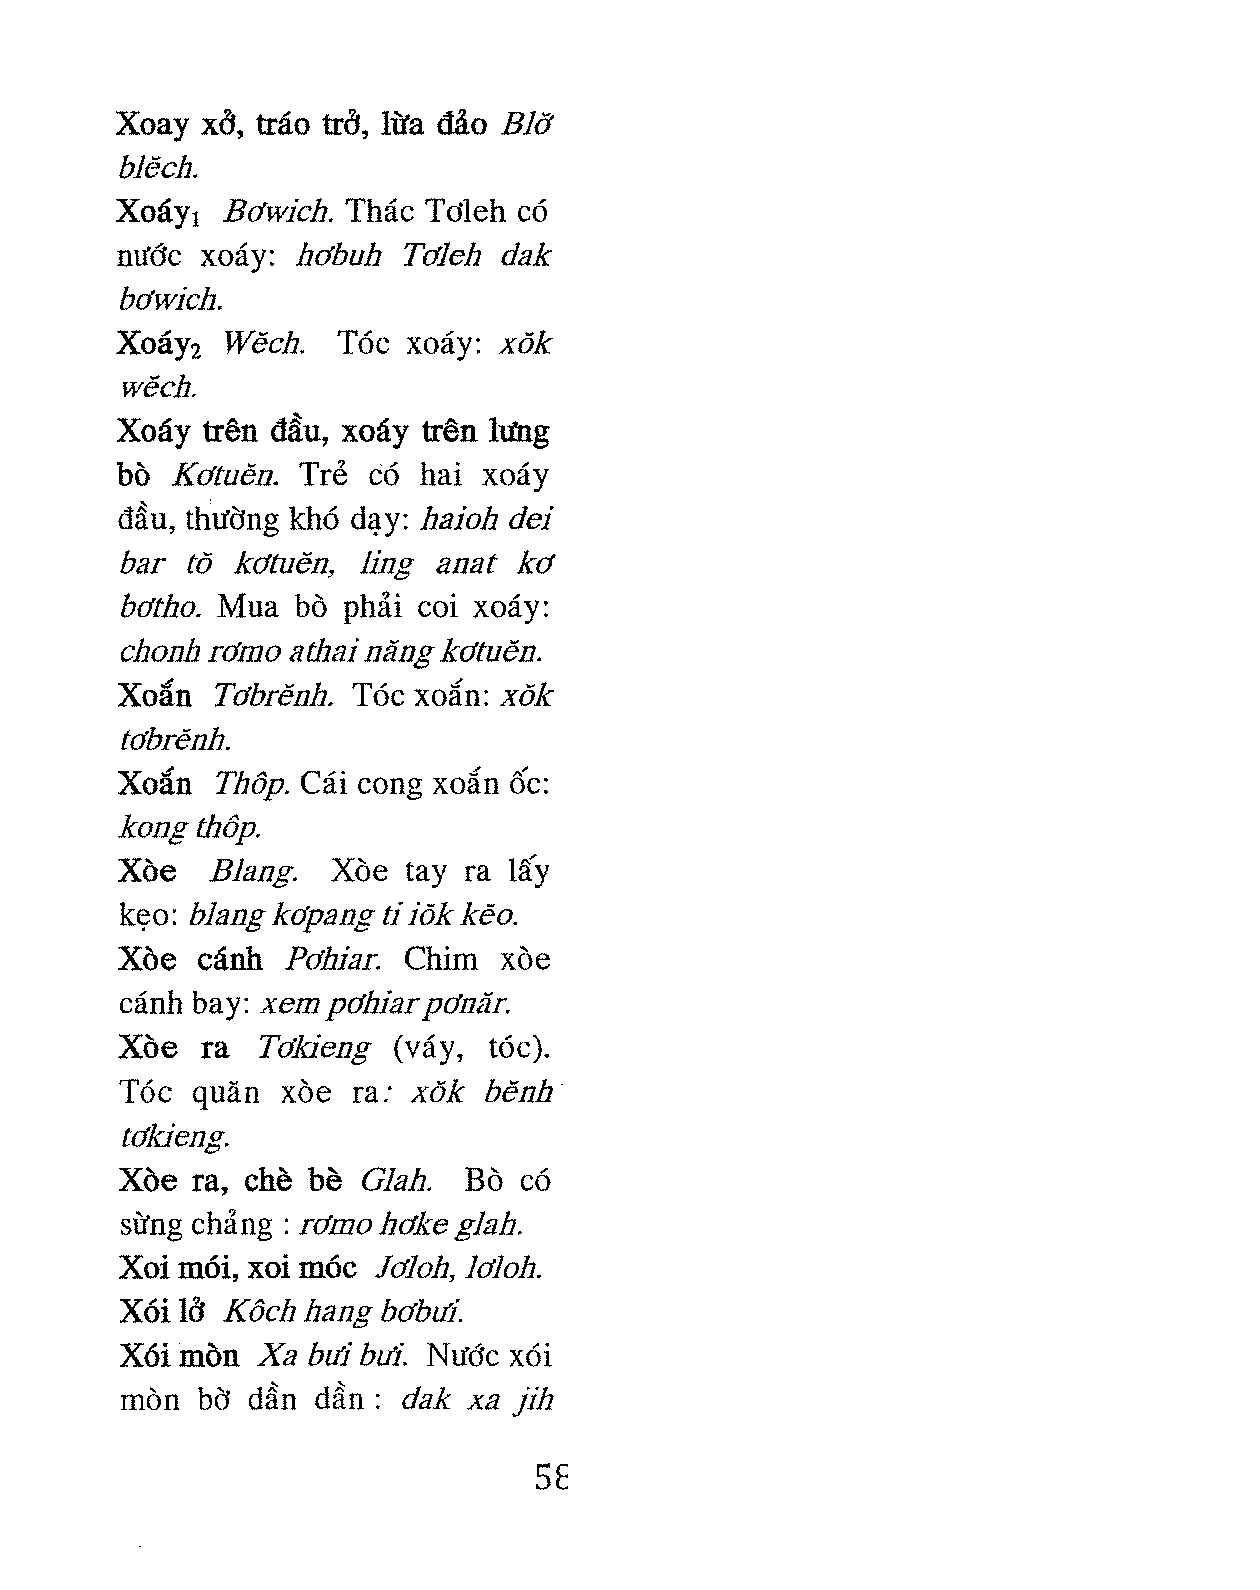 Xoay xở, tráo trở, lừa đảo Blơ̆
blĕch.
Xoáy₁ Bơwich. Thác Tơleh có
nước xoáy: hơbuh Tơleh dak
bơwich.
Xoáy₂ Wĕch. Tóc xoáy: xŏk
wĕch.
Xoáy trên đầu, xoáy trên lưng
bò Kơtuĕn. Trẻ có hai xoáy
đầu, thường khó dạy: haioh dei
bar tŏ kơtuĕn, ling anat kơ
bơtho. Mua bò phải coi xoáy:
chonh rơmo athai năng kơtuĕn.
Xoắn Tơbrĕnh. Tóc xoắn: xŏk
tơbrĕnh.
Xoắn Thôp. Cái cong xoắn ốc:
kong thôp.
Xòe Blang. Xòe tay ra lấy
kẹo: blang kơpang ti iŏk kĕo.
Xòe cánh Pơhiar. Chim xòe
cánh bay: xem pơhiar pơnăr.
Xòe ra Tơkieng (váy, tóc).
Tóc quăn xòe ra: xŏk bĕnh
tơkieng.
Xòe ra, chè bè Glah. Bò có
sừng chảng : rơmo hơke glah.
Xoi mói, xoi móc Jơloh, lơloh.
Xói lở Kôch hang bơbưi.
Xói mòn Xa bưi bưi. Nước xói
mòn bờ dần dần : dak xa jih